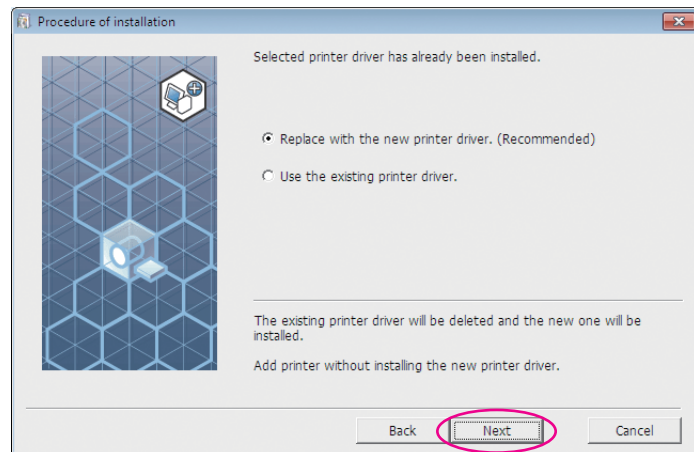 Procedure of installation
Selected printer driver has already been installed.
Replace with the new printer driver. (Recommended)
Use the existing printer driver.
The existing printer driver will be deleted and the new one will be
installed.
Add printer without installing the new printer driver.
Back
Next
Cancel